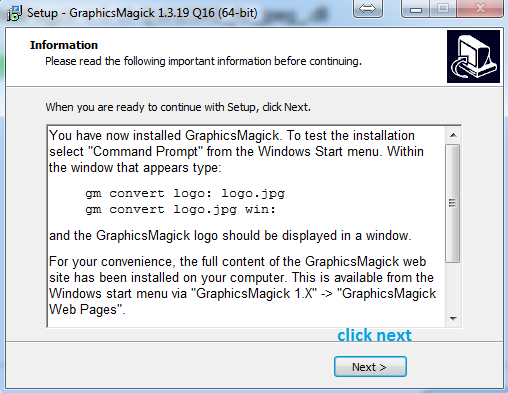 Setup - GraphicsMagick 1.3.19 Q16 (64-bit)
Information
Please read the following important information before continuing.
When you are ready to continue with Setup, click Next.
You have now installed GraphicsMagick. To test the installation
select "Command Prompt" from the Windows Start menu. Within
the window that appears type:
gm convert logo: logo.jpg
gm convert logo.jpg win:
and the GraphicsMagick logo should be displayed in a window.
For your convenience, the full content of the GraphicsMagick web
site has been installed on your computer. This is available from the
Windows start menu via "GraphicsMagick 1.X" -> "GraphicsMagick
Web Pages".
click next
Next >